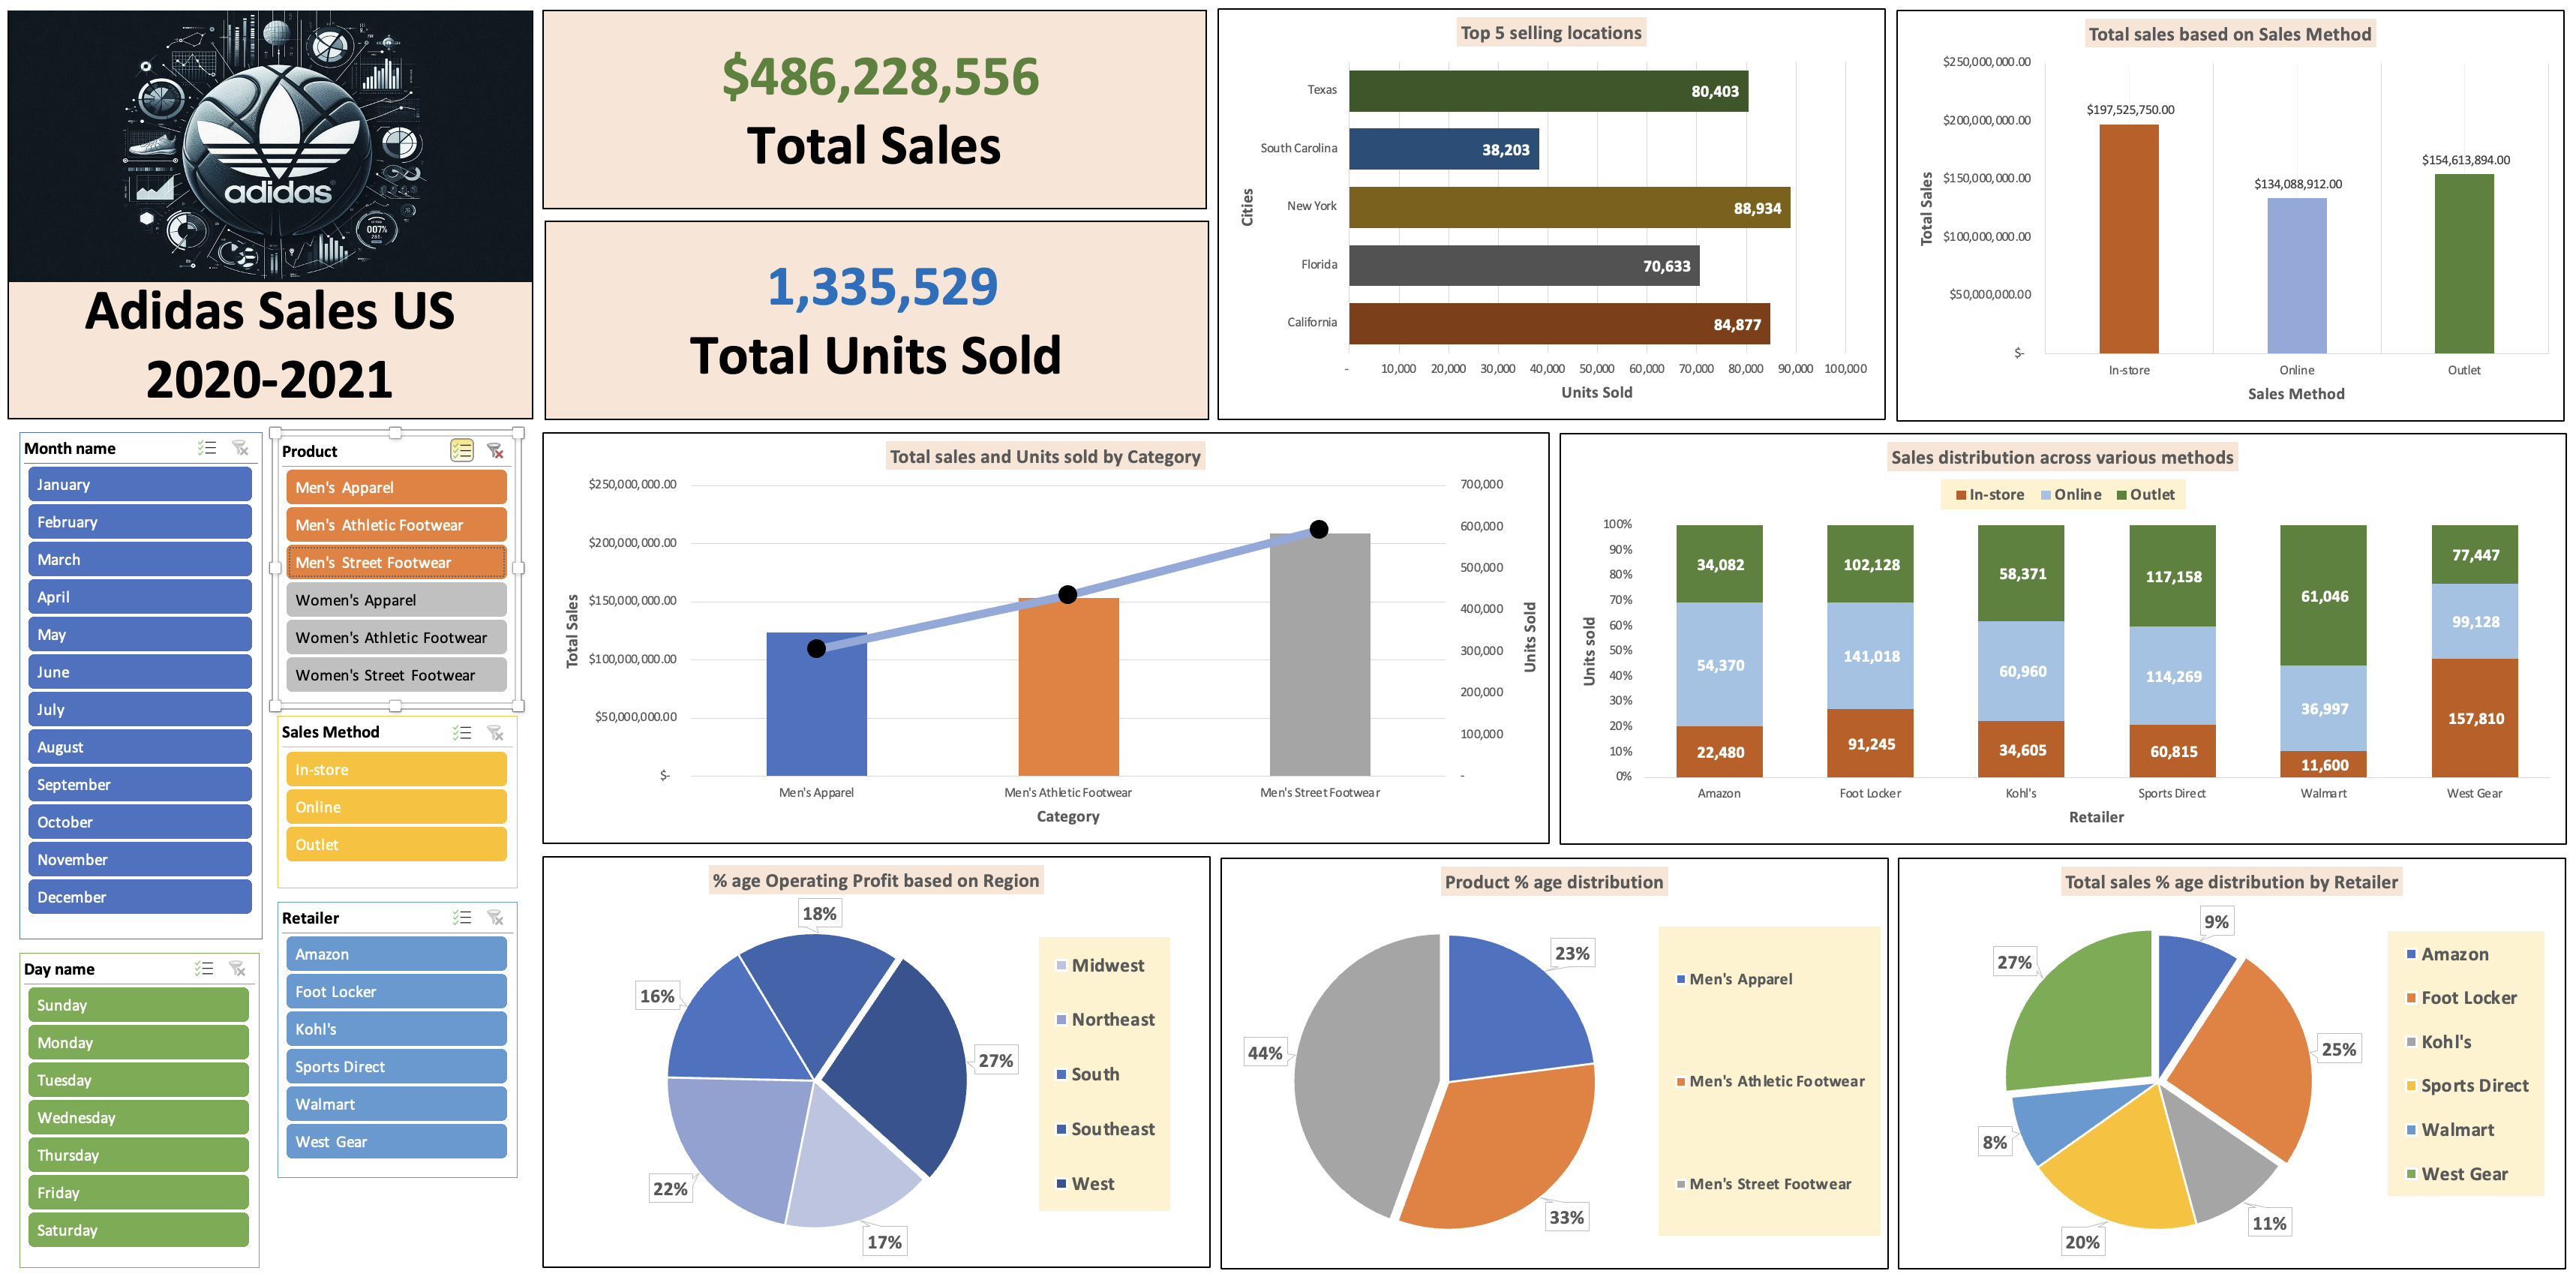 adidas
007%
Adidas Sales US
2020-2021
$486,228,556
Total Sales
1,335,529
Total Units Sold
Top 5 selling locations
Cities
Texas
80,403
South Carolina
38,203
New York
88,934
Florida
70,633
California
84,877
- 10,000 20,000 30,000 40,000 50,000 60,000 70,000 80,000 90,000 100,000
Units Sold
Total sales based on Sales Method
Total Sales
$250,000,000.00
$200,000,000.00
$150,000,000.00
$100,000,000.00
$50,000,000.00
$-
$197,525,750.00
$134,088,912.00
$154,613,894.00
In-store Online Outlet
Sales Method
Month name
January
February
March
April
May
June
July
August
September
October
November
December
Day name
Sunday
Monday
Tuesday
Wednesday
Thursday
Friday
Saturday
Product
Men's Apparel
Men's Athletic Footwear
Men's Street Footwear
Women's Apparel
Women's Athletic Footwear
Women's Street Footwear
Sales Method
In-store
Online
Outlet
Retailer
Amazon
Foot Locker
Kohl's
Sports Direct
Walmart
West Gear
Total sales and Units sold by Category
Total Sales
$250,000,000.00
$200,000,000.00
$150,000,000.00
$100,000,000.00
$50,000,000.00
$-
700,000
600,000
500,000
400,000
300,000
200,000
100,000
-
Units Sold
Men's Apparel Men's Athletic Footwear Men's Street Footwear
Category
Sales distribution across various methods
In-store Online Outlet
Units sold
100%
90%
80%
70%
60%
50%
40%
30%
20%
10%
0%
34,082 102,128 58,371 117,158 61,046 77,447
54,370 141,018 60,960 114,269 36,997 99,128
22,480 91,245 34,605 60,815 11,600 157,810
Amazon Foot Locker Kohl's Sports Direct Walmart West Gear
Retailer
% age Operating Profit based on Region
18%
16%
27%
22%
17%
Midwest
Northeast
South
Southeast
West
Product % age distribution
23%
44%
33%
Men's Apparel
Men's Athletic Footwear
Men's Street Footwear
Total sales % age distribution by Retailer
9%
27%
25%
8%
11%
20%
Amazon
Foot Locker
Kohl's
Sports Direct
Walmart
West Gear